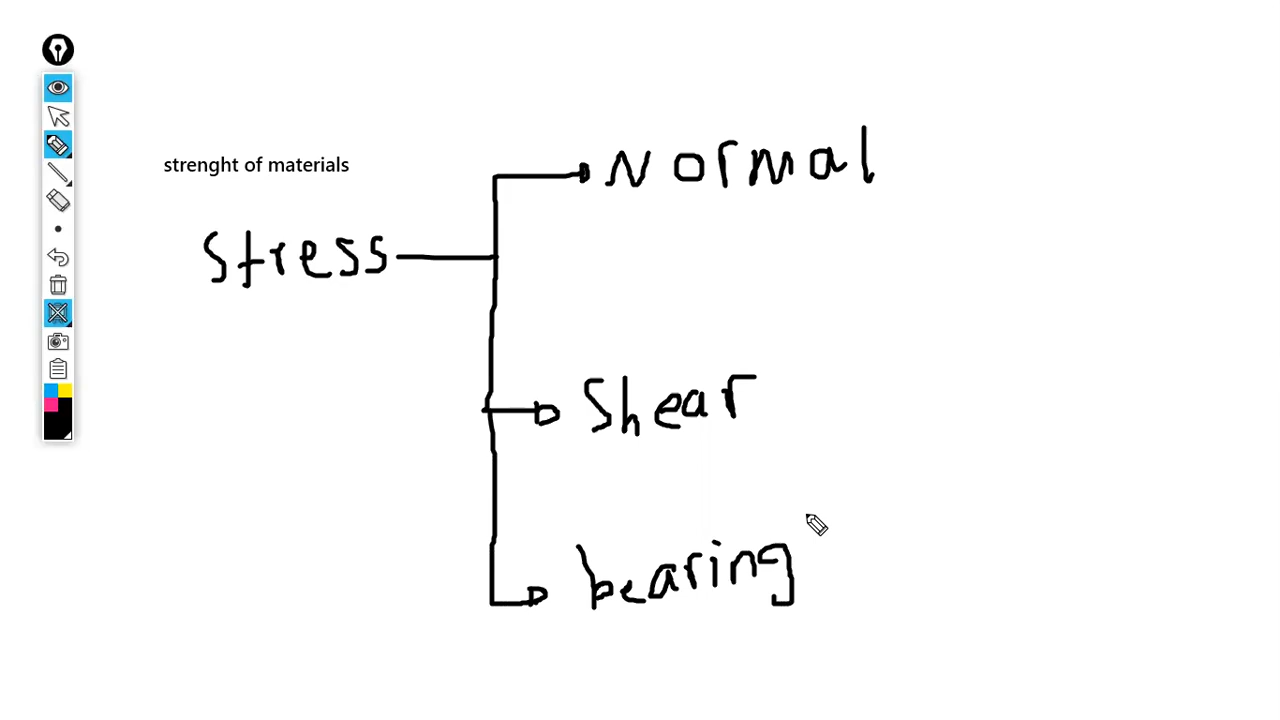 strenght of materials
Normal
Stress
Shear
bearing